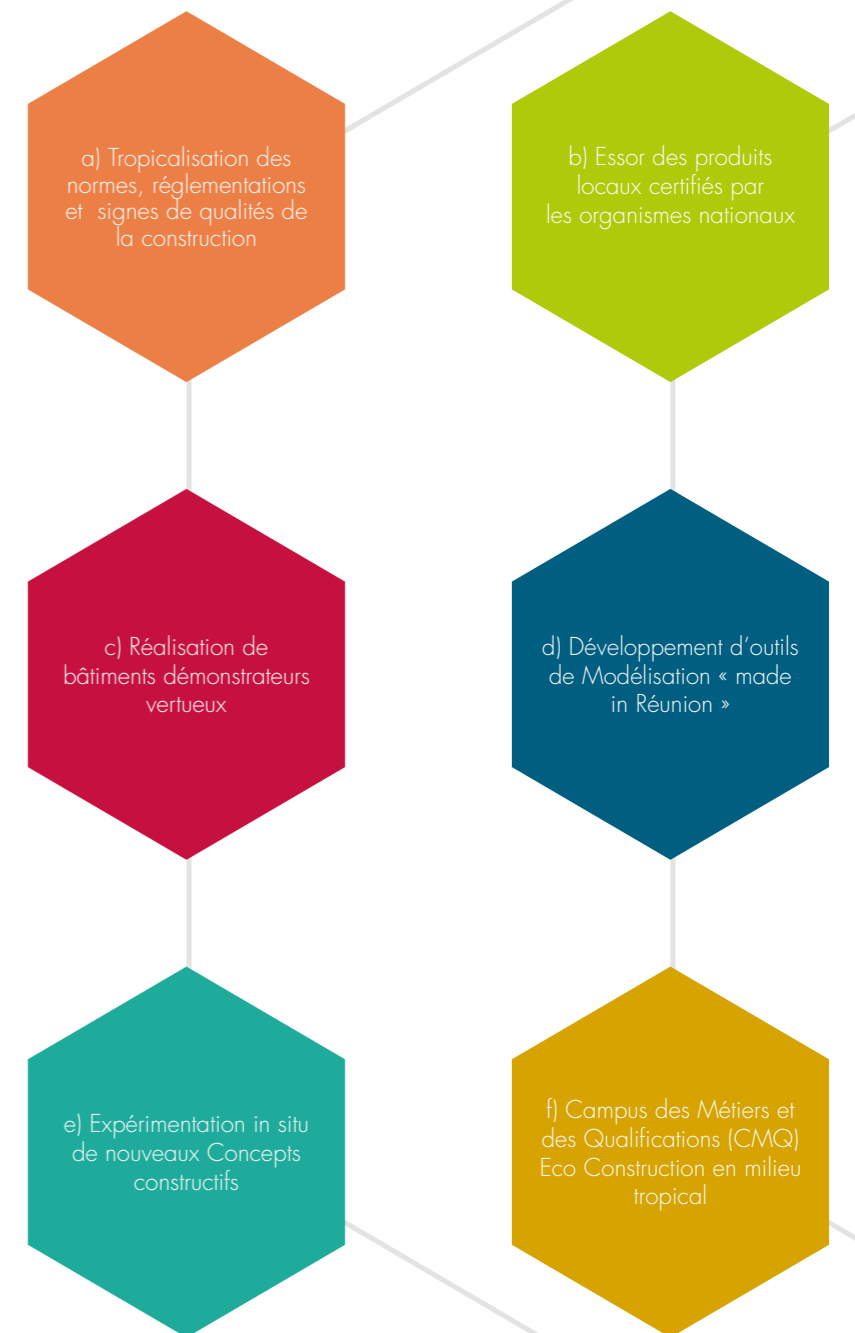 a) Tropicalisation des
normes, réglementations
et signes de qualités de
la construction
b) Essor des produits
locaux certifiés par
les organismes nationaux
c) Réalisation de
bâtiments démonstrateurs
vertueux
d) Développement d’outils
de Modélisation « made
in Réunion »
e) Expérimentation in situ
de nouveaux Concepts
constructifs
f) Campus des Métiers et
des Qualifications (CMQ)
Eco Construction en milieu
tropical